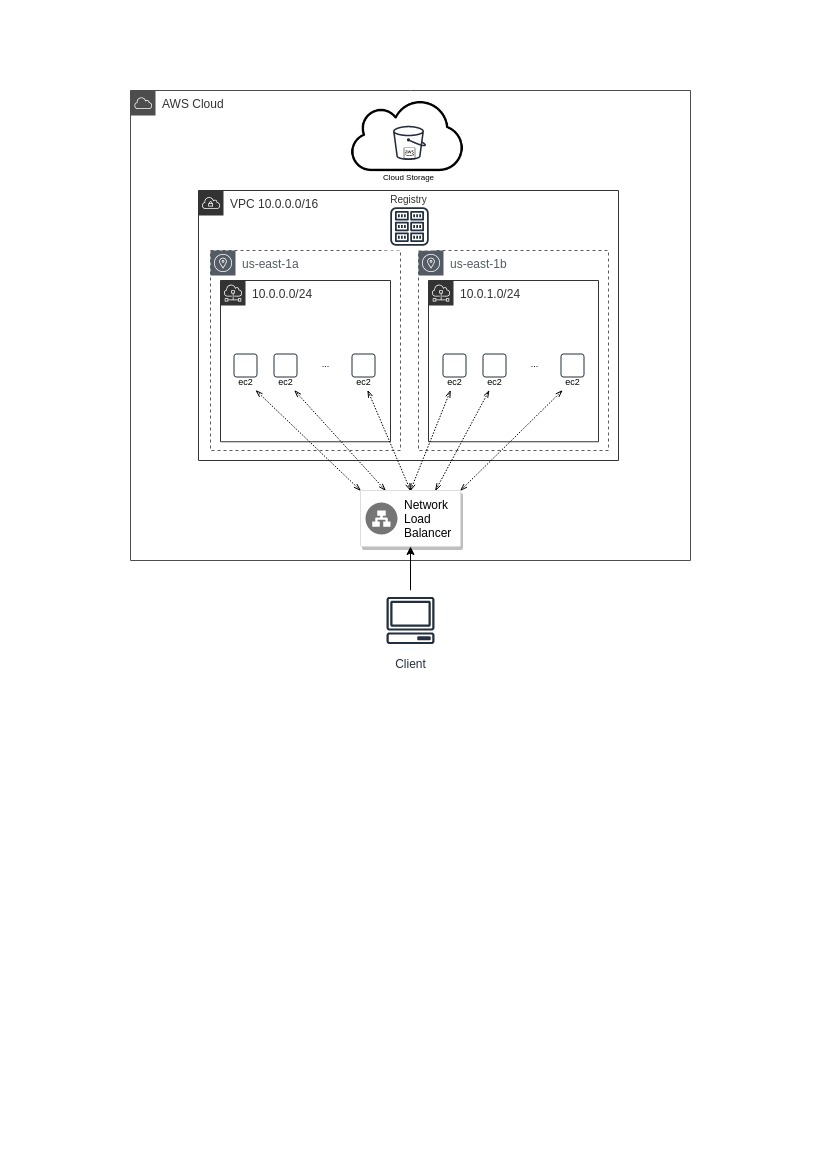 AWS Cloud
AWS
Cloud Storage
VPC 10.0.0.0/16
Registry
us-east-1a
us-east-1b
10.0.0.0/24
10.0.1.0/24
...
...
ec2
ec2
ec2
ec2
ec2
ec2
Network
Load
Balancer
Client